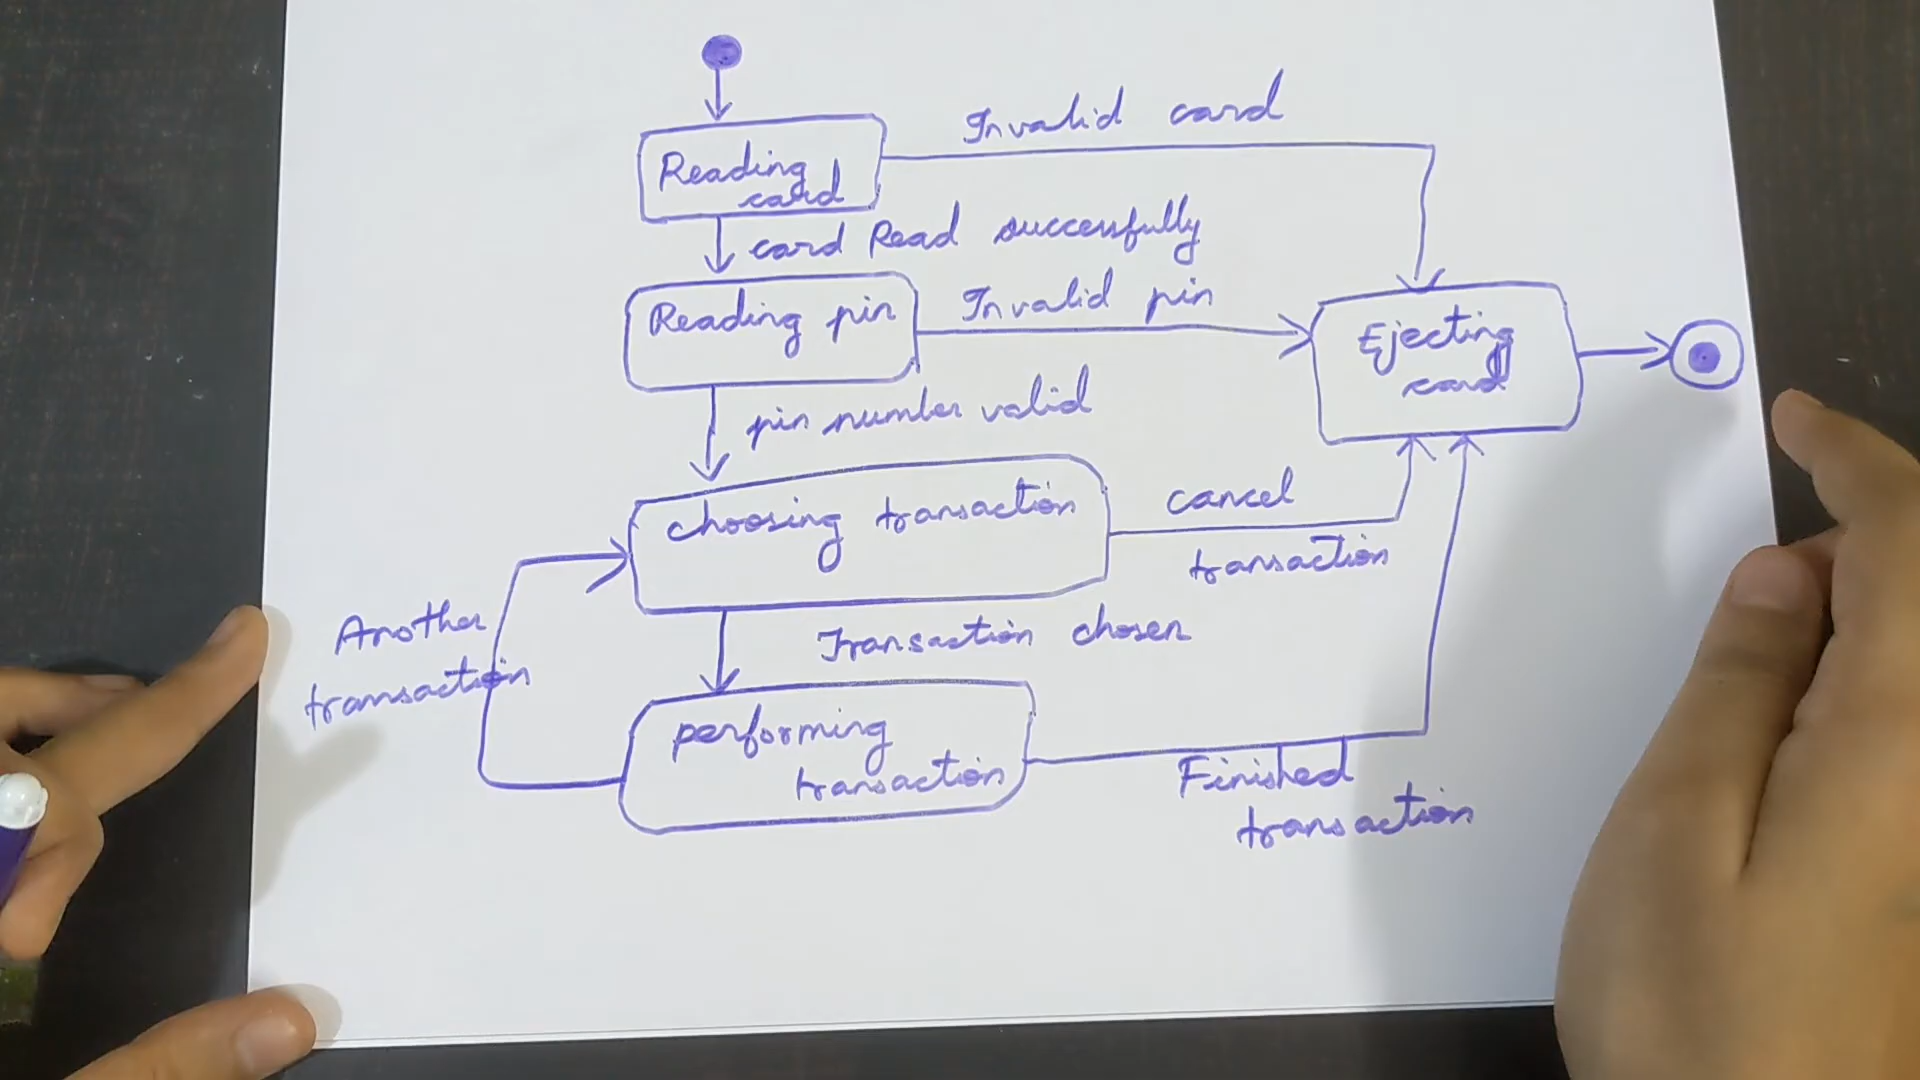 Invalid card
Reading
card
card Read successfully
Reading pin
Invalid pin
Ejecting
card
pin number valid
choosing transaction
cancel
transaction
Another
transaction
Transaction chosen
performing
transaction
Finished
transaction